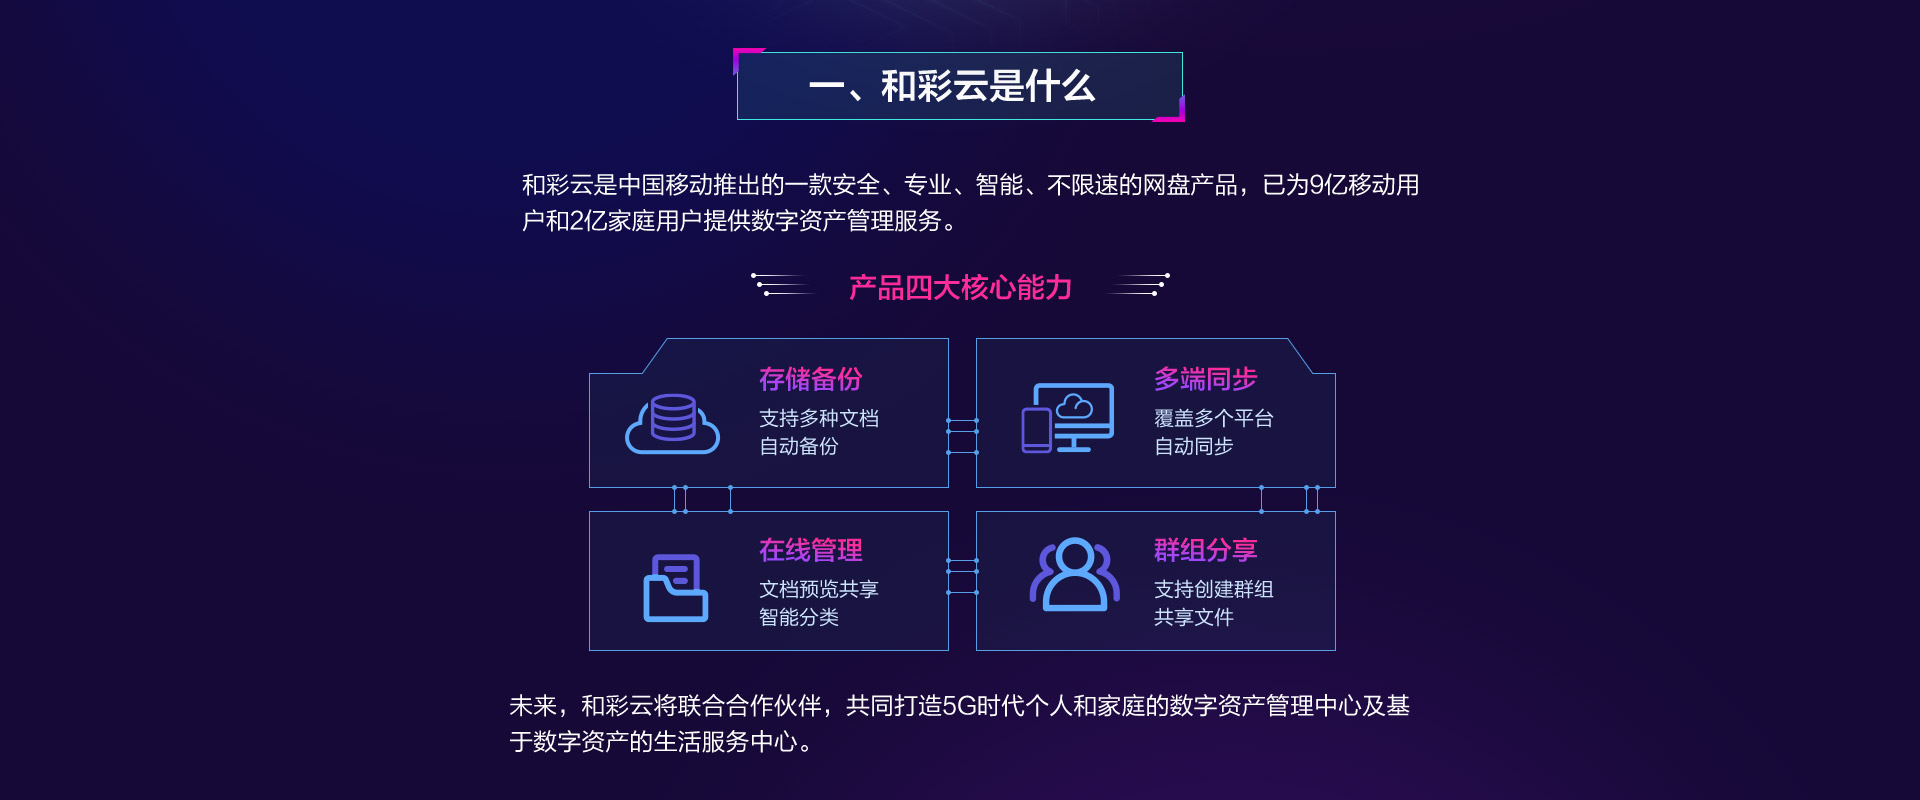 一、和彩云是什么
和彩云是中国移动推出的一款安全、专业、智能、不限速的网盘产品，已为9亿移动用
户和2亿家庭用户提供数字资产管理服务。
产品四大核心能力
存储备份
支持多种文档
自动备份
多端同步
覆盖多个平台
自动同步
在线管理
文档预览共享
智能分类
群组分享
支持创建群组
共享文件
未来，和彩云将联合合作伙伴，共同打造5G时代个人和家庭的数字资产管理中心及基
于数字资产的生活服务中心。